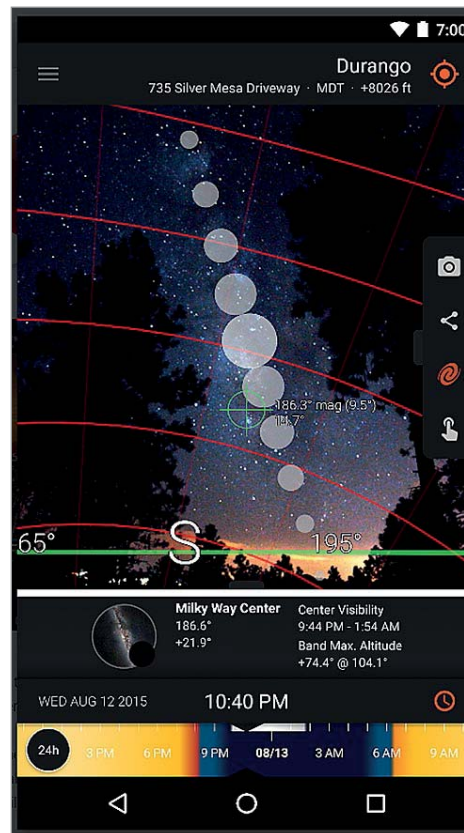 7:00
Durango
735 Silver Mesa Driveway · MDT · +8026 ft
186.3° mag (9.5°)
14.7°
65°
S
195°
Milky Way Center
186.6°
+21.9°
Center Visibility
9:44 PM - 1:54 AM
Band Max. Altitude
+74.4° @ 104.1°
WED AUG 12 2015
10:40 PM
24h
3 PM
6 PM
9 PM
08/13
3 AM
6 AM
9 AM